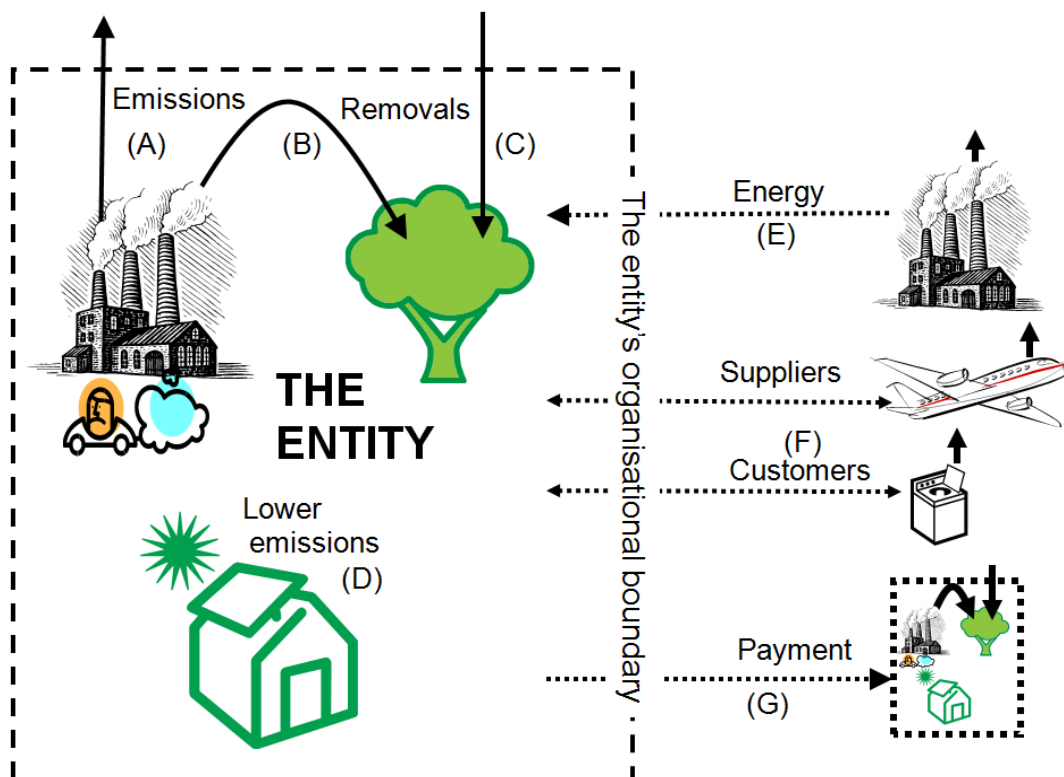 Emissions
(A)
(B)
Removals
(C)
THE
ENTITY
Lower
emissions
(D)
The entity's organisational boundary
Energy
(E)
Suppliers
(F)
Customers
Payment
(G)